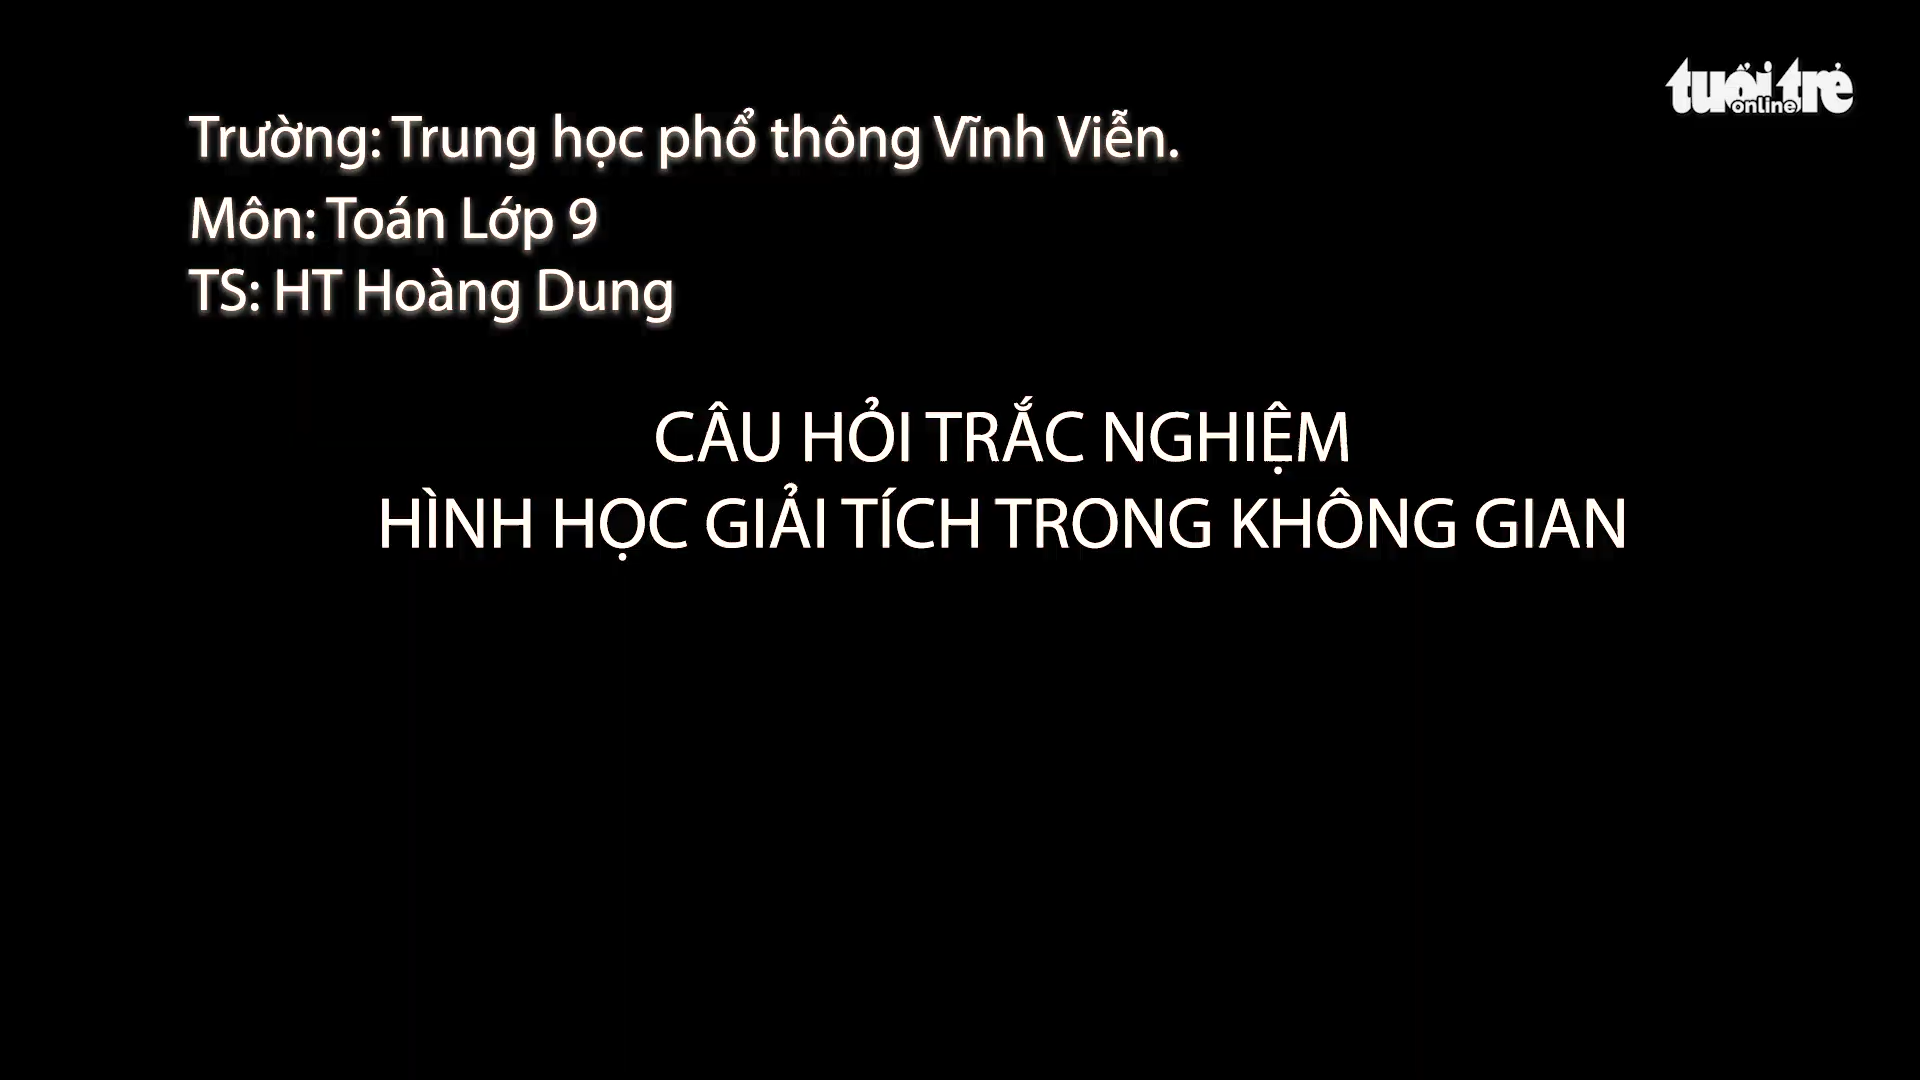 tuổi trẻ
online
Trường: Trung học phổ thông Vĩnh Viễn.
Môn: Toán Lớp 9
TS: HT Hoàng Dung
CÂU HỎI TRẮC NGHIỆM
HÌNH HỌC GIẢI TÍCH TRONG KHÔNG GIAN